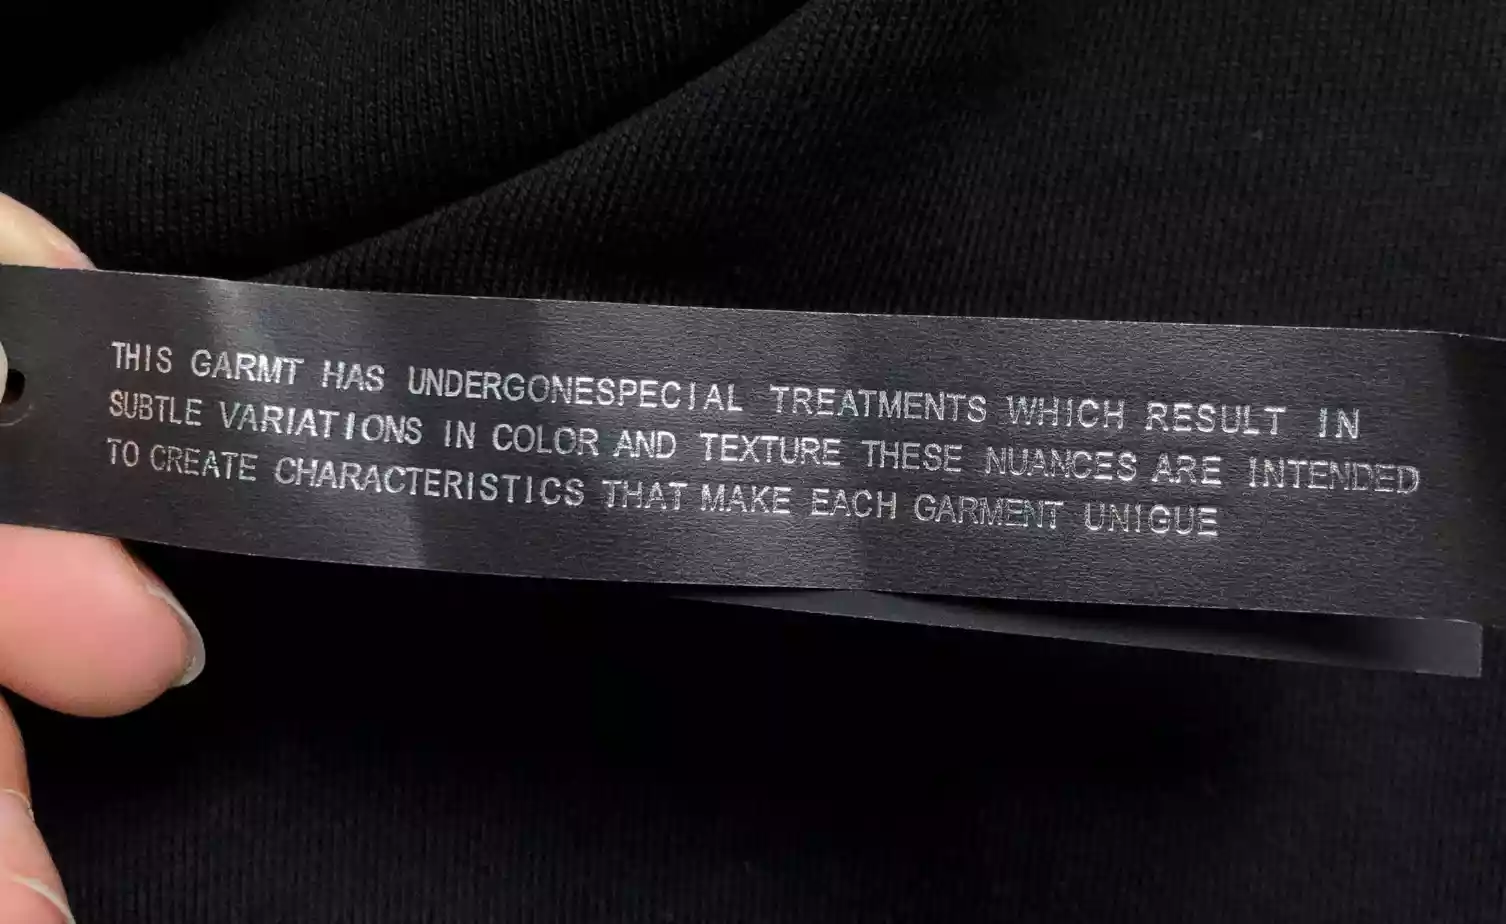 THIS GARMT HAS UNDERGONESPECIAL TREATMENTS WHICH RESULT IN
SUBTLE VARIATIONS IN COLOR AND TEXTURE THESE NUANCES ARE INTENDED
TO CREATE CHARACTERISTICS THAT MAKE EACH GARMENT UNIGUE